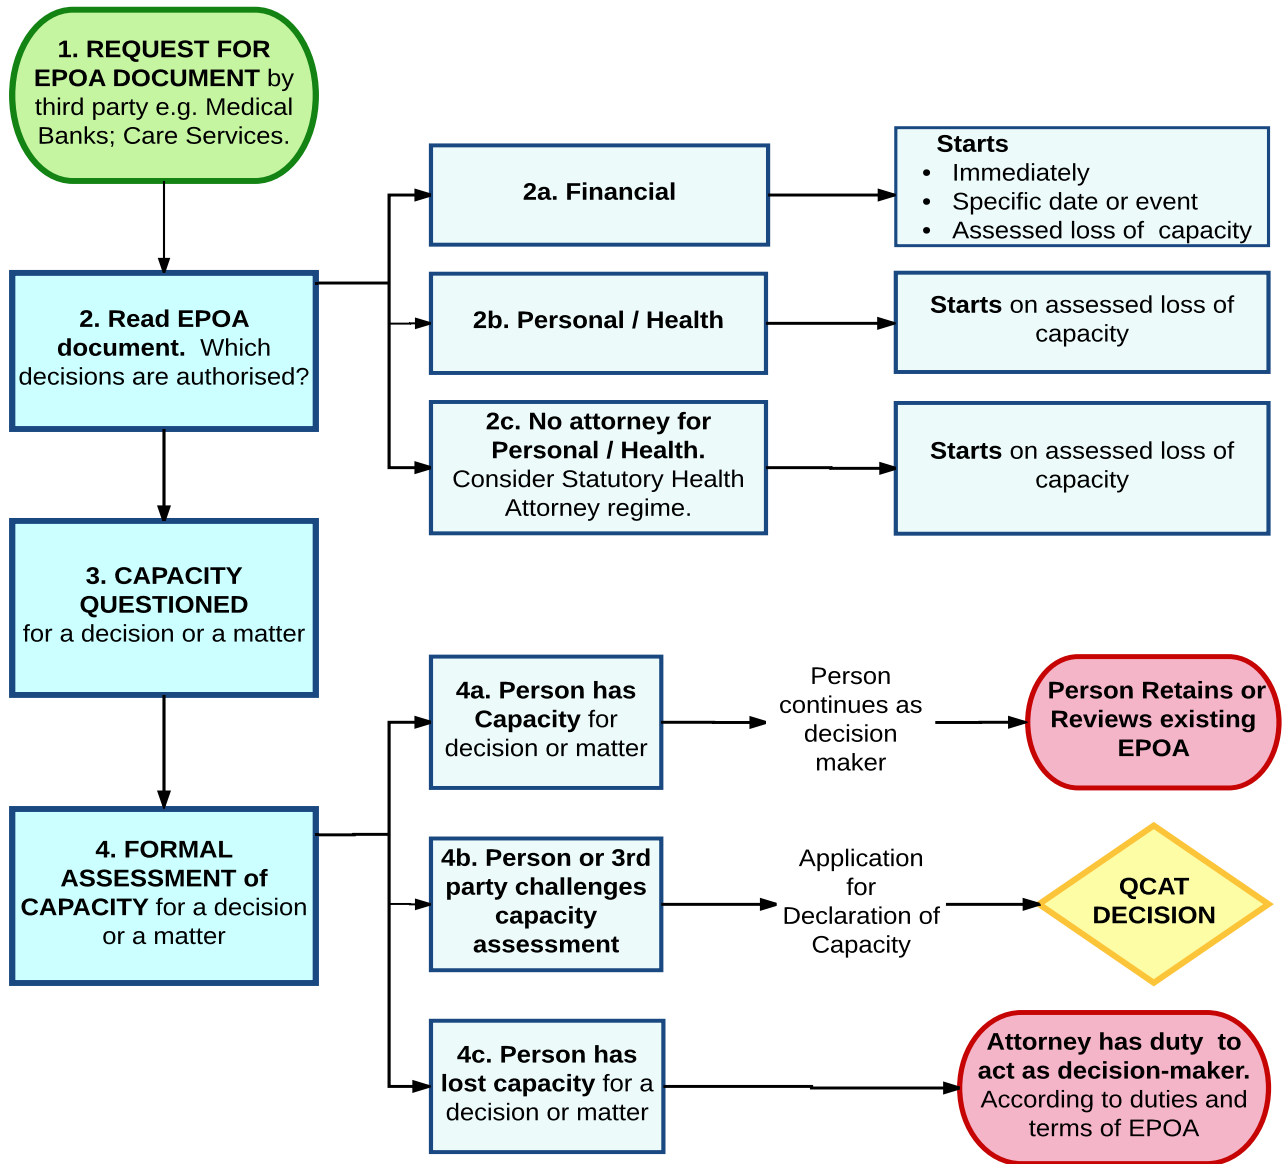 1. REQUEST FOR
EPOA DOCUMENT by
third party e.g. Medical
Banks; Care Services.
2. Read EPOA
document.  Which
decisions are authorised?
2a. Financial
Starts
• Immediately
• Specific date or event
• Assessed loss of  capacity
2b. Personal / Health
Starts on assessed loss of
capacity
2c. No attorney for
Personal / Health.
Consider Statutory Health
Attorney regime.
Starts on assessed loss of
capacity
3. CAPACITY
QUESTIONED
for a decision or a matter
4. FORMAL
ASSESSMENT of
CAPACITY for a decision
or a matter
4a. Person has
Capacity for
decision or matter
Person
continues as
decision
maker
Person Retains or
Reviews existing
EPOA
4b. Person or 3rd
party challenges
capacity
assessment
Application
for
Declaration of
Capacity
QCAT
DECISION
4c. Person has
lost capacity for a
decision or matter
Attorney has duty  to
act as decision-maker.
According to duties and
terms of EPOA